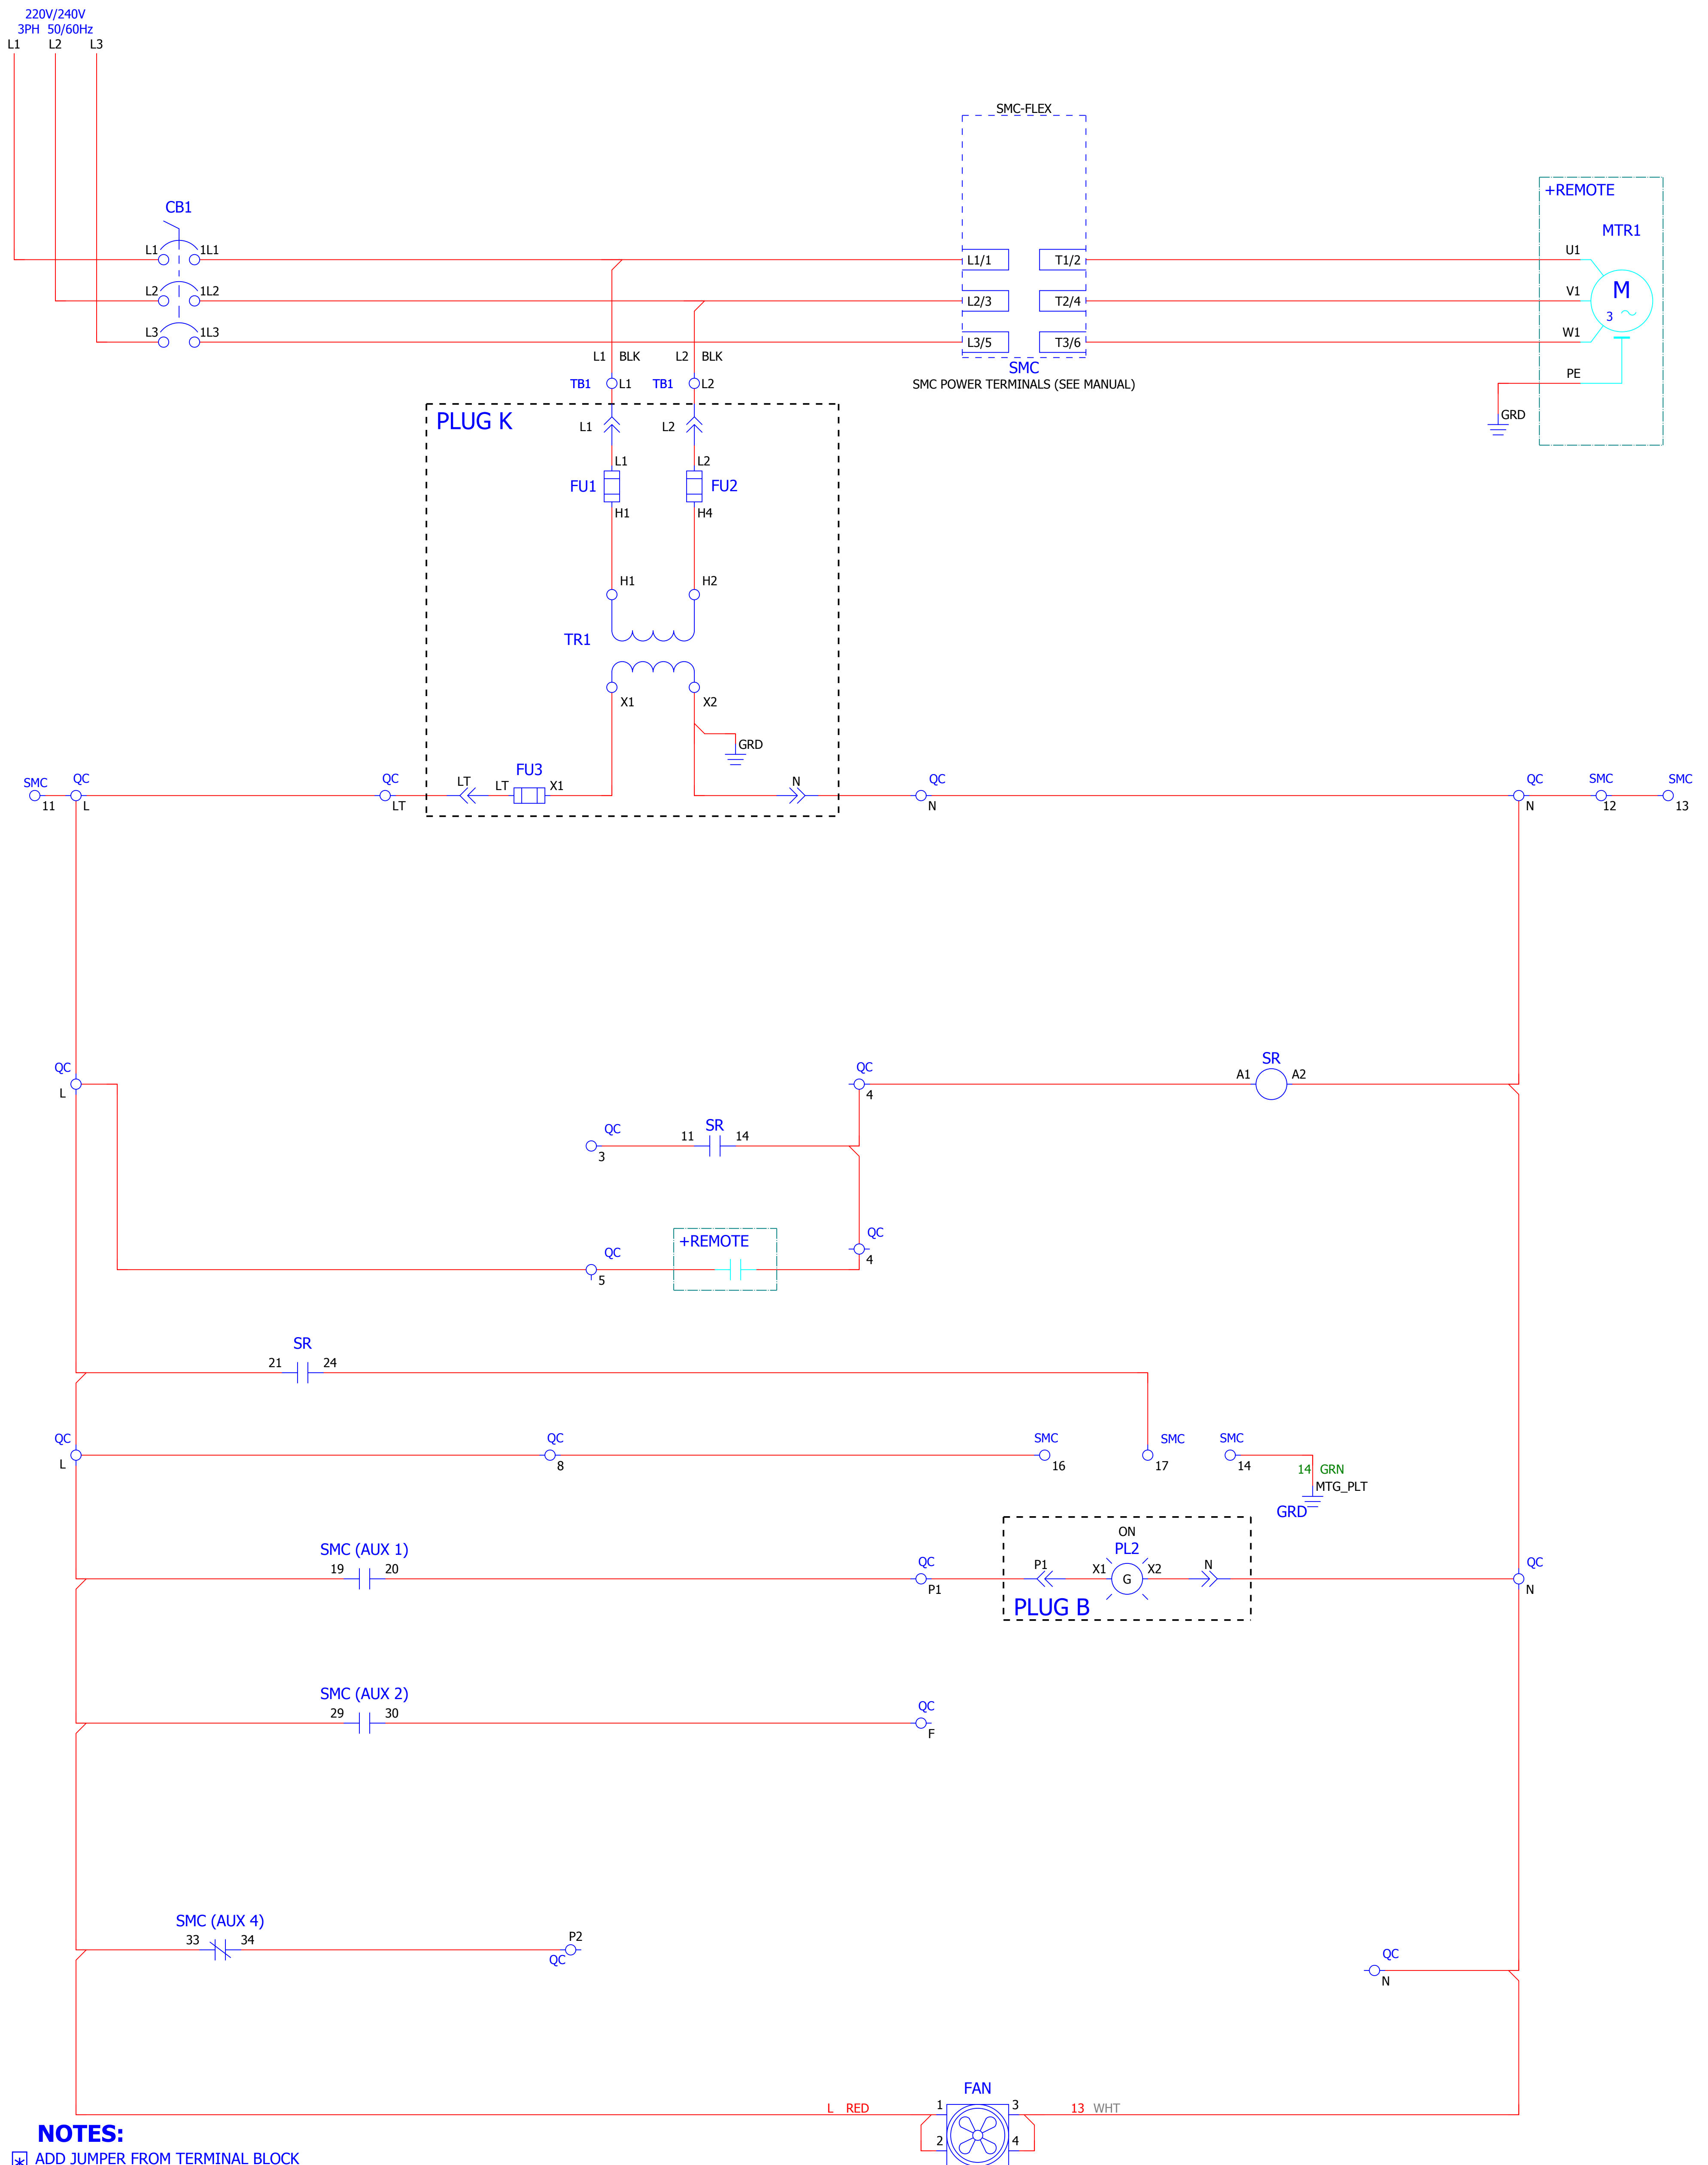 220V/240V
3PH 50/60Hz
L1 L2 L3
SMC-FLEX
+REMOTE
CB1
MTR1
L1 1L1 L1/1 T1/2 U1
L2 1L2 L2/3 T2/4 V1
M
3
L3 1L3 L3/5 T3/6 W1
L1 BLK L2 BLK
SMC
SMC POWER TERMINALS (SEE MANUAL)
PE
TB1 L1 TB1 L2
GRD
PLUG K
L1 L2
L1 L2
FU1 FU2
H1 H4
H1 H2
TR1
X1 X2
GRD
FU3
SMC QC QC LT LT X1 N QC QC SMC SMC
11 L LT N N 12 13
QC QC SR
L 4 A1 A2
QC SR
3 11 14
QC
4
QC +REMOTE
5
SR
21 24
QC QC SMC SMC SMC
L 8 16 17 14
14 GRN
MTG_PLT
GRD
ON
PL2
SMC (AUX 1)
19 20 QC P1 X1 G X2 N QC
P1 N
PLUG B
SMC (AUX 2)
29 30 QC
F
SMC (AUX 4)
33 34 P2
QC
QC
N
FAN
L RED 1 3 13 WHT
2 4
NOTES:
* ADD JUMPER FROM TERMINAL BLOCK